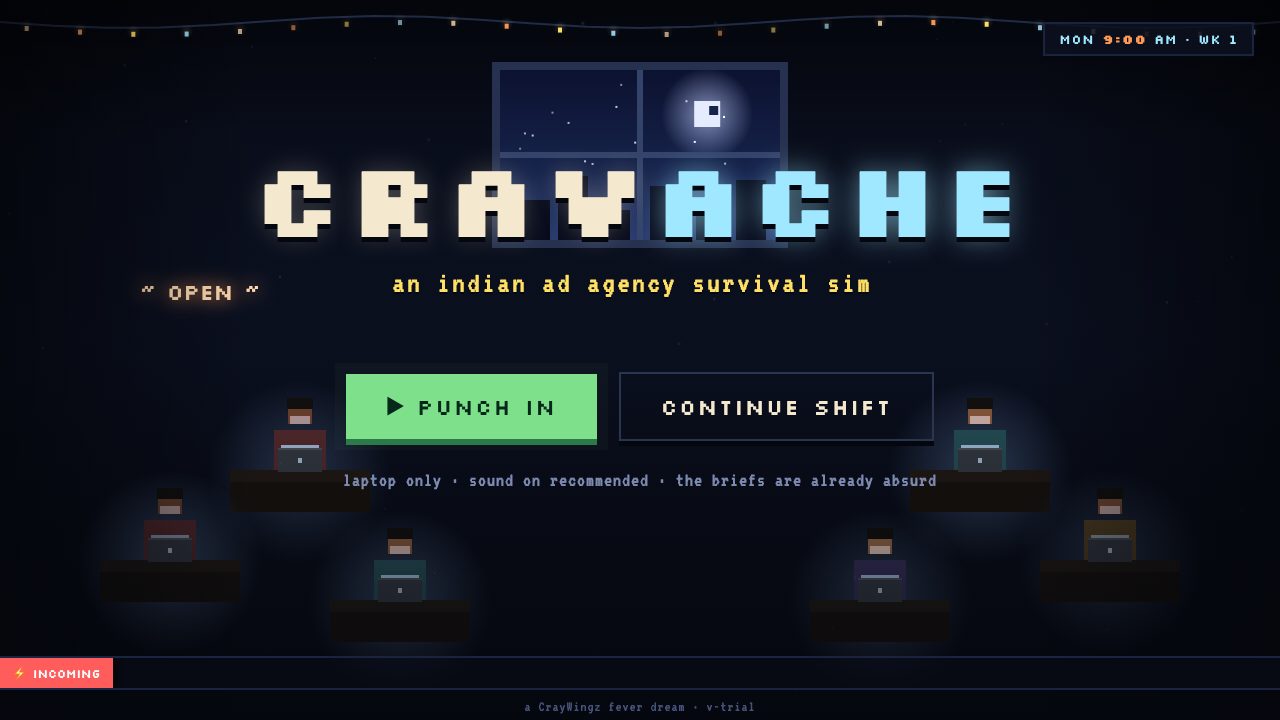 MON 9:00 AM · WK 1
CRAYACHE
an indian ad agency survival sim
~ OPEN ~
▶ PUNCH IN
CONTINUE SHIFT
laptop only · sound on recommended · the briefs are already absurd
⚡ INCOMING
a CrayWingz fever dream · v-trial